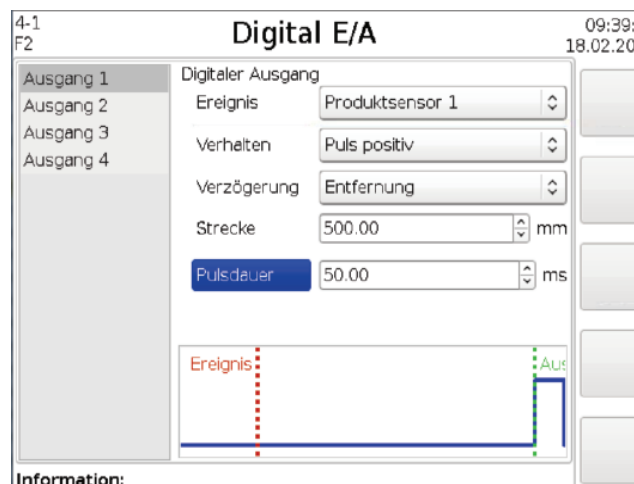 4-1
F2
Digital E/A
09:39:
18.02.20
Ausgang 1
Ausgang 2
Ausgang 3
Ausgang 4
Digitaler Ausgang
Ereignis Produktsensor 1
Verhalten Puls positiv
Verzögerung Entfernung
Strecke 500.00 mm
Pulsdauer 50.00 ms
Ereignis Aus
Information: